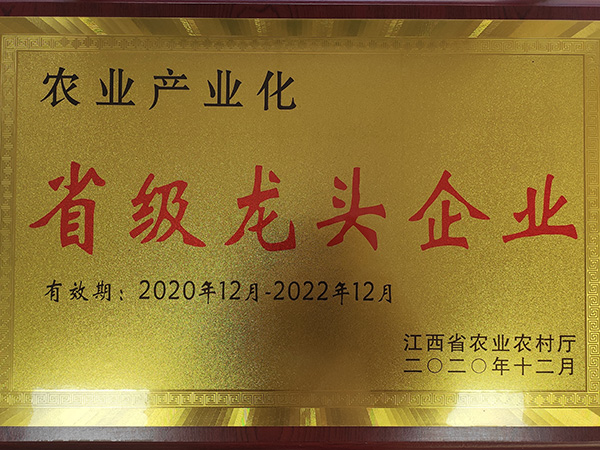 农业产业化
省级龙头企业
有效期：2020年12月-2022年12月
江西省农业农村厅
二〇二〇年十二月